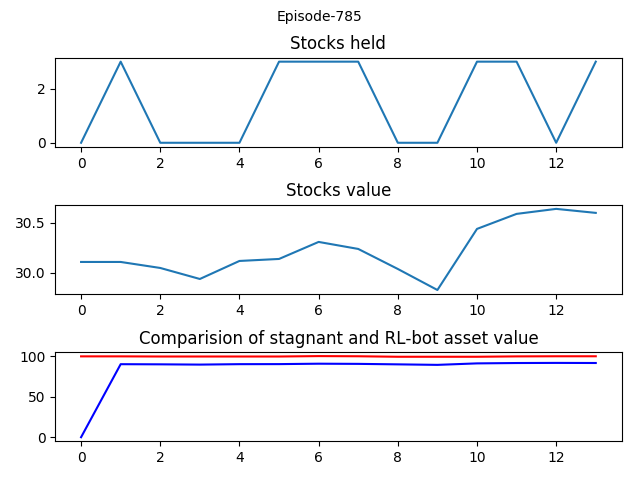 Episode-785
Stocks held
2
0
0 2 4 6 8 10 12
Stocks value
30.5
30.0
0 2 4 6 8 10 12
Comparision of stagnant and RL-bot asset value
100
50
0
0 2 4 6 8 10 12